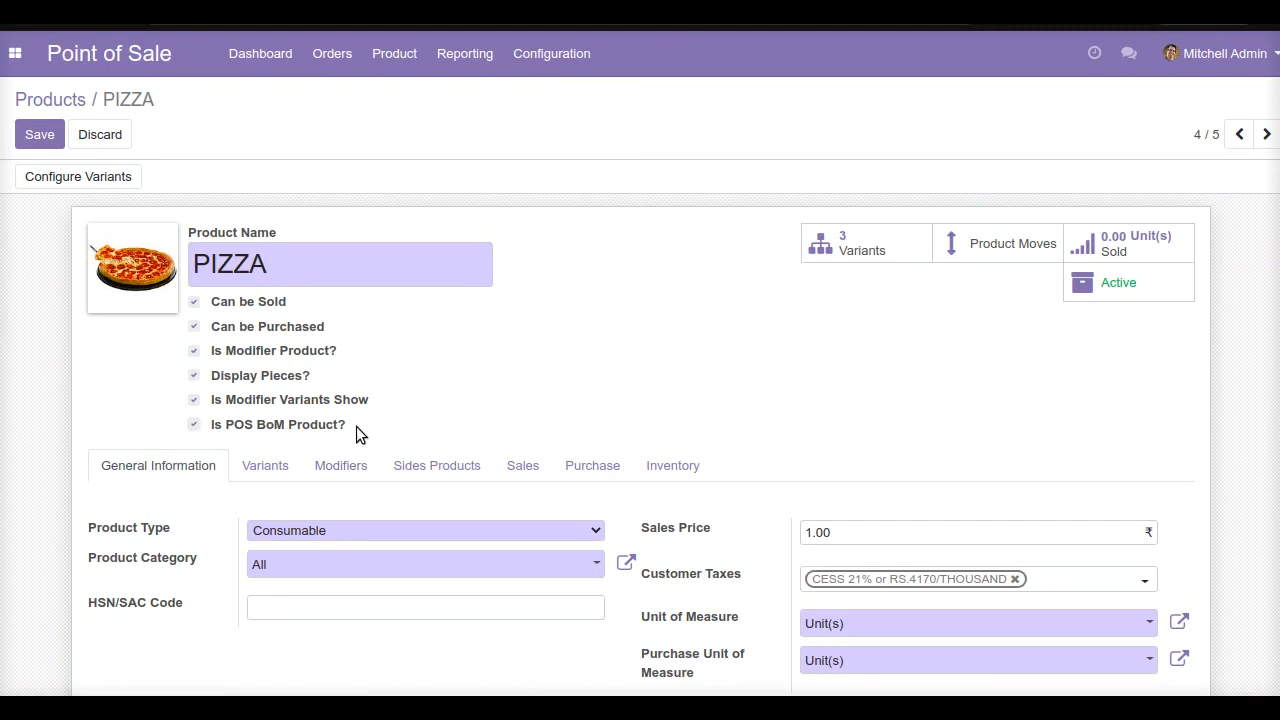 Point of Sale Dashboard Orders Product Reporting Configuration Mitchell Admin
Products / PIZZA
Save Discard 4 / 5
Configure Variants
Product Name
PIZZA
3
Variants
Product Moves
0.00 Unit(s)
Sold
Active
Can be Sold
Can be Purchased
Is Modifier Product?
Display Pieces?
Is Modifier Variants Show
Is POS BoM Product?
General Information Variants Modifiers Sides Products Sales Purchase Inventory
Product Type Consumable
Product Category All
HSN/SAC Code
Sales Price 1.00 ₹
Customer Taxes CESS 21% or RS.4170/THOUSAND
Unit of Measure Unit(s)
Purchase Unit of
Measure
Unit(s)